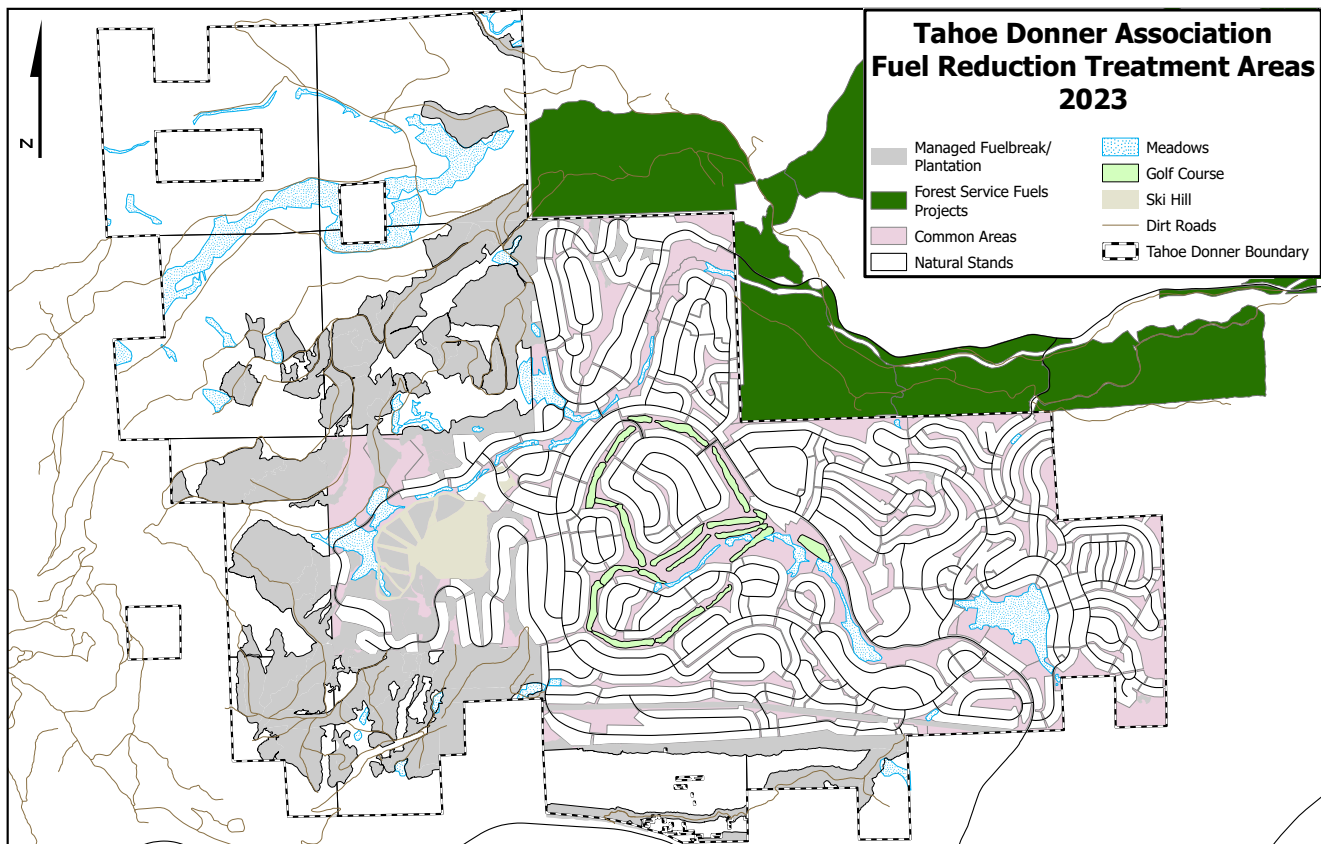 Tahoe Donner Association
Fuel Reduction Treatment Areas
2023
N
Managed Fuelbreak/
Plantation
Forest Service Fuels
Projects
Common Areas
Natural Stands
Meadows
Golf Course
Ski Hill
Dirt Roads
Tahoe Donner Boundary